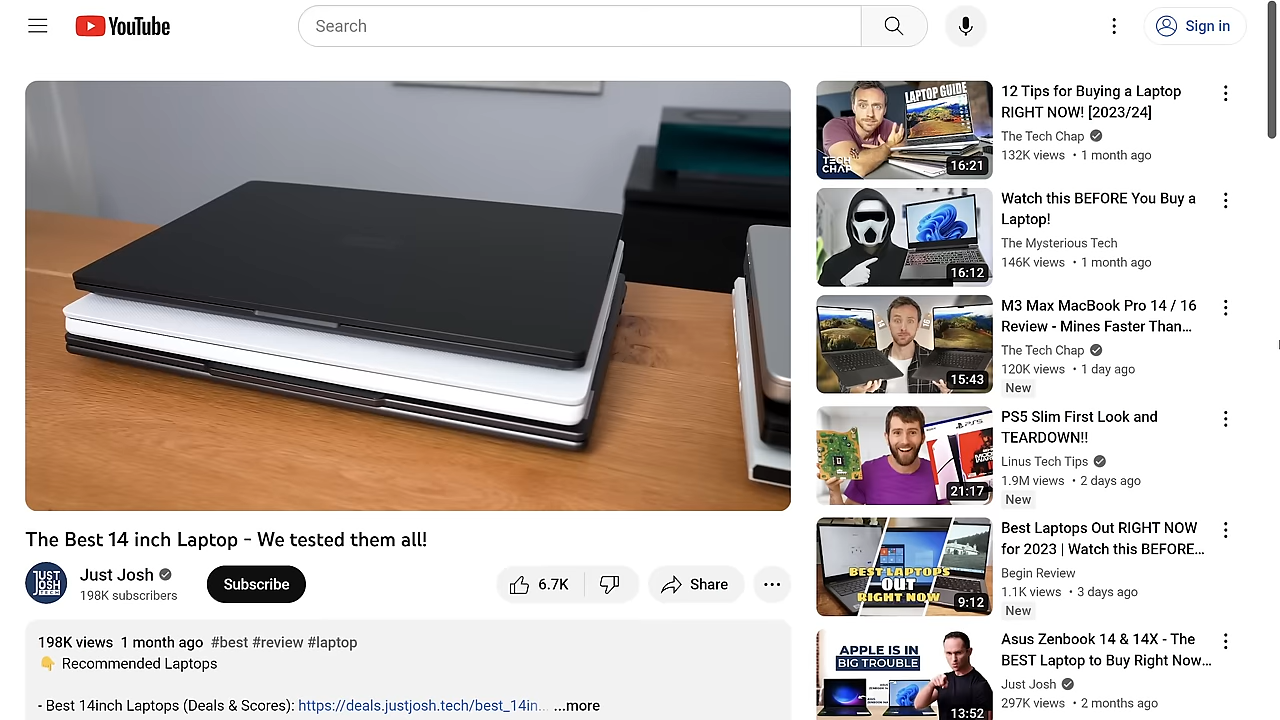 YouTube
Search
Sign in
The Best 14 inch Laptop - We tested them all!
JUST
JOSH
TECH
Just Josh
198K subscribers
Subscribe
6.7K
Share
198K views 1 month ago #best #review #laptop
👇 Recommended Laptops
- Best 14inch Laptops (Deals & Scores): https://deals.justjosh.tech/best_14in... ...more
LAPTOP GUIDE
TECH
CHAP
16:21
12 Tips for Buying a Laptop
RIGHT NOW! [2023/24]
The Tech Chap
132K views • 1 month ago
16:12
Watch this BEFORE You Buy a
Laptop!
The Mysterious Tech
146K views • 1 month ago
15:43
M3 Max MacBook Pro 14 / 16
Review - Mines Faster Than...
The Tech Chap
120K views • 1 day ago
New
21:17
PS5 Slim First Look and
TEARDOWN!!
Linus Tech Tips
1.9M views • 2 days ago
New
BEST LAPTOPS
OUT
RIGHT NOW
9:12
Best Laptops Out RIGHT NOW
for 2023 | Watch this BEFORE...
Begin Review
1.1K views • 3 days ago
New
APPLE IS IN
BIG TROUBLE
13:52
Asus Zenbook 14 & 14X - The
BEST Laptop to Buy Right Now...
Just Josh
297K views • 2 months ago